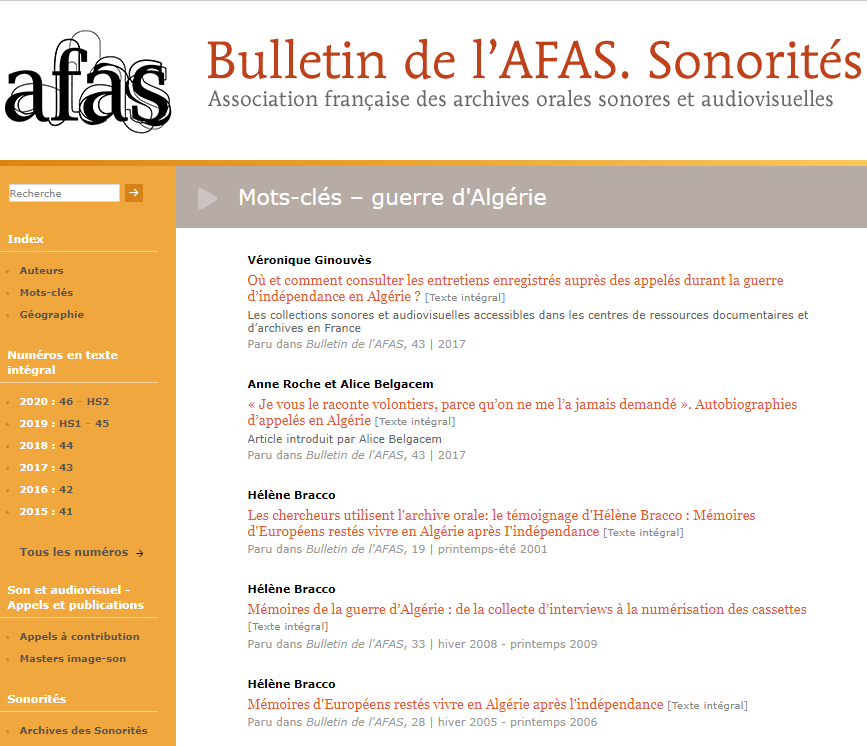 afas
Bulletin de l'AFAS. Sonorités
Association française des archives orales sonores et audiovisuelles
Recherche
Index
Auteurs
Mots-clés
Géographie
Numéros en texte
intégral
2020 : 46 – HS2
2019 : HS1 – 45
2018 : 44
2017 : 43
2016 : 42
2015 : 41
Tous les numéros →
Son et audiovisuel –
Appels et publications
Appels à contribution
Masters image-son
Sonorités
Archives des Sonorités
Mots-clés – guerre d'Algérie
Véronique Ginouvès
Où et comment consulter les entretiens enregistrés auprès des appelés durant la guerre
d’indépendance en Algérie ? [Texte intégral]
Les collections sonores et audiovisuelles accessibles dans les centres de ressources documentaires et
d’archives en France
Paru dans Bulletin de l'AFAS, 43 | 2017
Anne Roche et Alice Belgacem
« Je vous le raconte volontiers, parce qu’on ne me l’a jamais demandé ». Autobiographies
d’appelés en Algérie [Texte intégral]
Article introduit par Alice Belgacem
Paru dans Bulletin de l'AFAS, 43 | 2017
Hélène Bracco
Les chercheurs utilisent l'archive orale: le témoignage d'Hélène Bracco : Mémoires
d'Européens restés vivre en Algérie après I'indépendance [Texte intégral]
Paru dans Bulletin de l'AFAS, 19 | printemps-été 2001
Hélène Bracco
Mémoires de la guerre d’Algérie : de la collecte d’interviews à la numérisation des cassettes
[Texte intégral]
Paru dans Bulletin de l'AFAS, 33 | hiver 2008 - printemps 2009
Hélène Bracco
Mémoires d'Européens restés vivre en Algérie après l'indépendance [Texte intégral]
Paru dans Bulletin de l'AFAS, 28 | hiver 2005 - printemps 2006